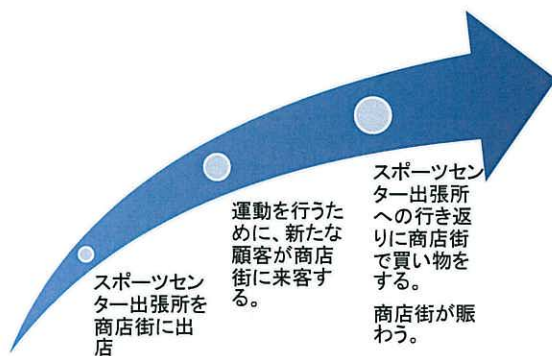 スポーツセン
ター出張所を
商店街に出
店
運動を行うた
めに、新たな
顧客が商店
街に来客す
る。
スポーツセン
ター出張所
への行き返
りに商店街
で買い物を
する。
商店街が賑
わう。